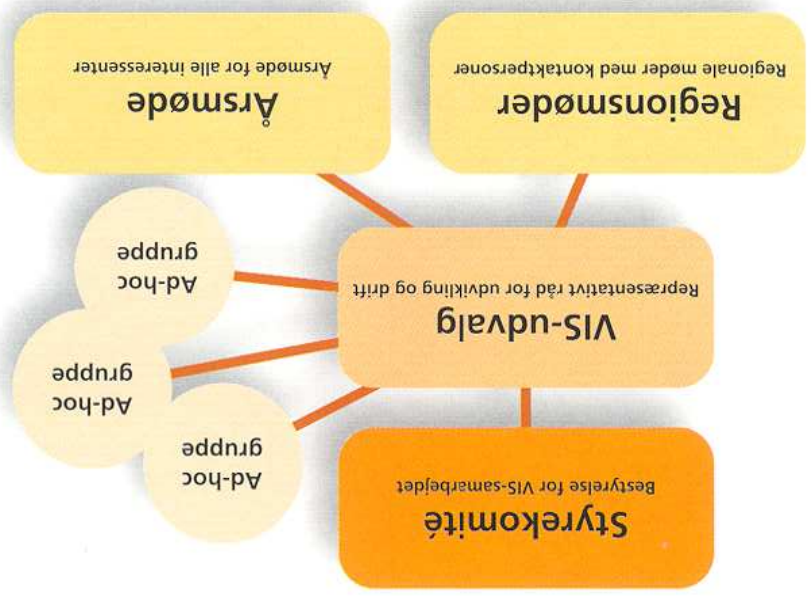 Styrekomité
Bestyrelse for VIS-samarbejdet
VIS-udvalg
Repræsentativt råd for udvikling og drift
Ad-hoc
gruppe
Ad-hoc
gruppe
Ad-hoc
gruppe
Regionsmøder
Regionale møder med kontaktpersoner
Årsmøde
Årsmøde for alle interessenter